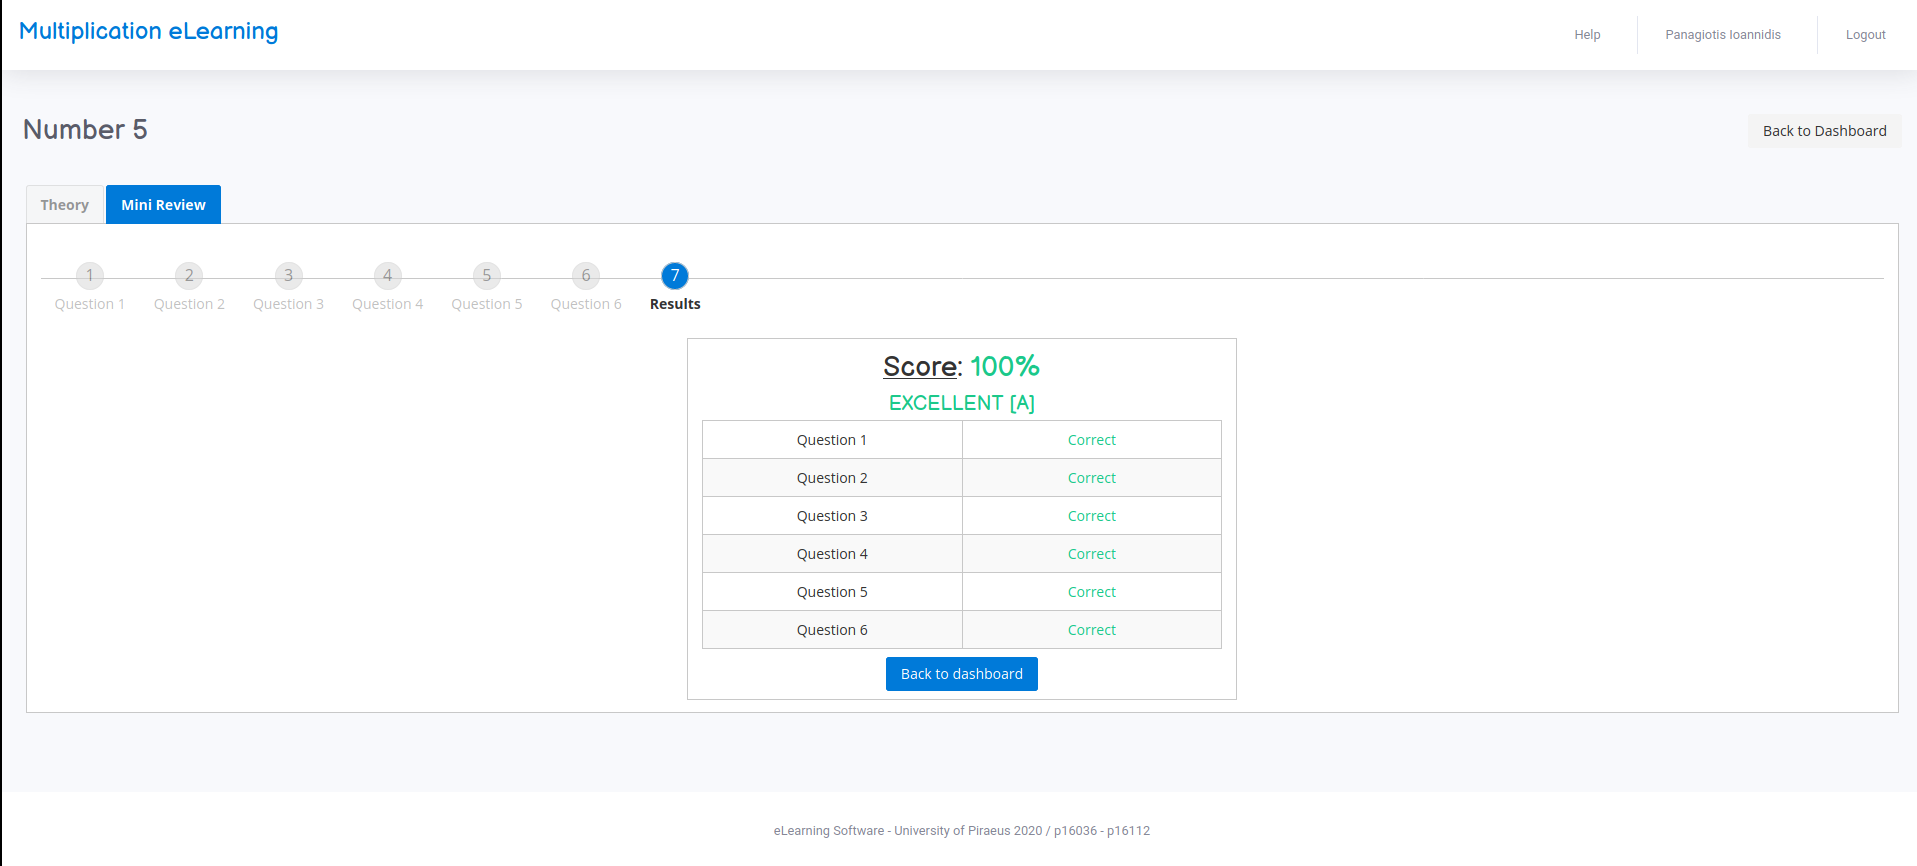 Multiplication eLearning
Help Panagiotis Ioannidis Logout
Number 5
Back to Dashboard
Theory Mini Review
1 2 3 4 5 6 7
Question 1 Question 2 Question 3 Question 4 Question 5 Question 6 Results
Score: 100%
EXCELLENT [A]
Question 1 Correct
Question 2 Correct
Question 3 Correct
Question 4 Correct
Question 5 Correct
Question 6 Correct
Back to dashboard
eLearning Software - University of Piraeus 2020 / p16036 - p16112